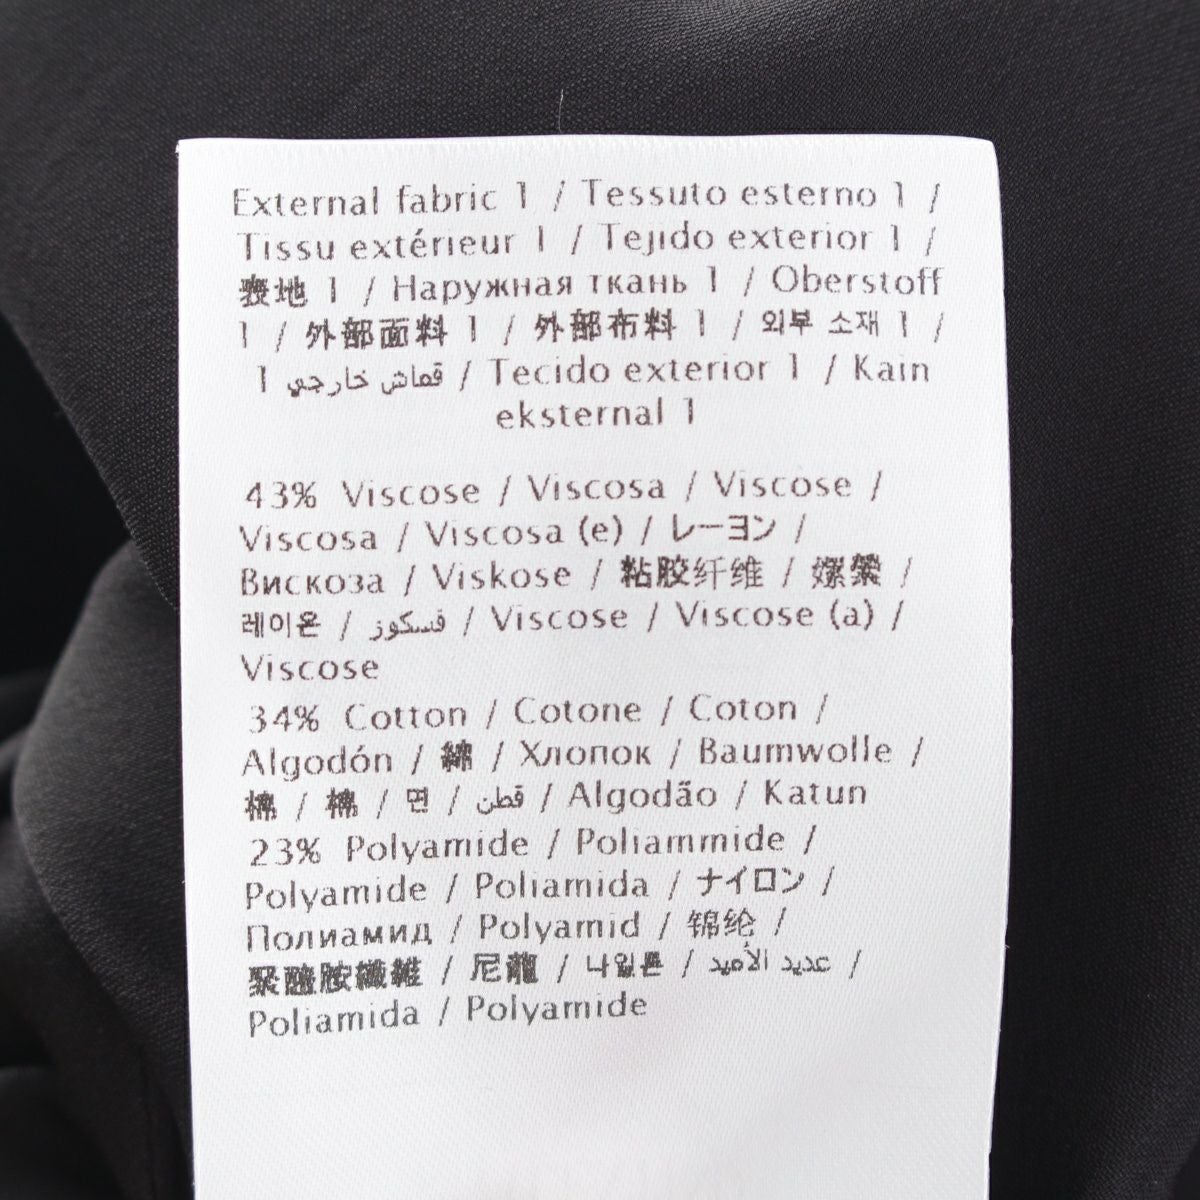 External fabric 1 / Tessuto esterno 1 /
Tissu extérieur 1 / Tejido exterior 1 /
表地 1 / Наружная ткань 1 / Oberstoff
1 / 外部面料 1 / 外部布料 1 / 외부 소재 1 /
قماش خارجي 1 / Tecido exterior 1 / Kain
eksternal 1
43% Viscose / Viscosa / Viscose /
Viscosa / Viscosa (e) / レーヨン /
Вискоза / Viskose / 粘胶纤维 / 嫘縈 /
레이온 / فسكوز / Viscose / Viscose (a) /
Viscose
34% Cotton / Cotone / Coton /
Algodón / 綿 / Хлопок / Baumwolle /
棉 / 棉 / 면 / قطن / Algodão / Katun
23% Polyamide / Poliammide /
Polyamide / Poliamida / ナイロン /
Полиамид / Polyamid / 锦纶 /
聚醯胺纖維 / 尼龍 / 나일론 / عديد الأميد /
Poliamida / Polyamide